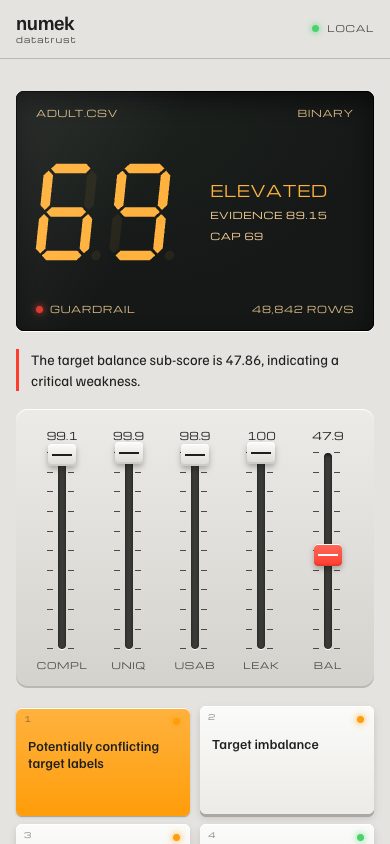 numek
datatrust
LOCAL
ADULT.CSV
BINARY
69
ELEVATED
EVIDENCE 89.15
CAP 69
GUARDRAIL
48,842 ROWS
The target balance sub-score is 47.86, indicating a
critical weakness.
99.1 99.9 98.9 100 47.9
COMPL UNIQ USAB LEAK BAL
1
Potentially conflicting
target labels
2
Target imbalance
3
4